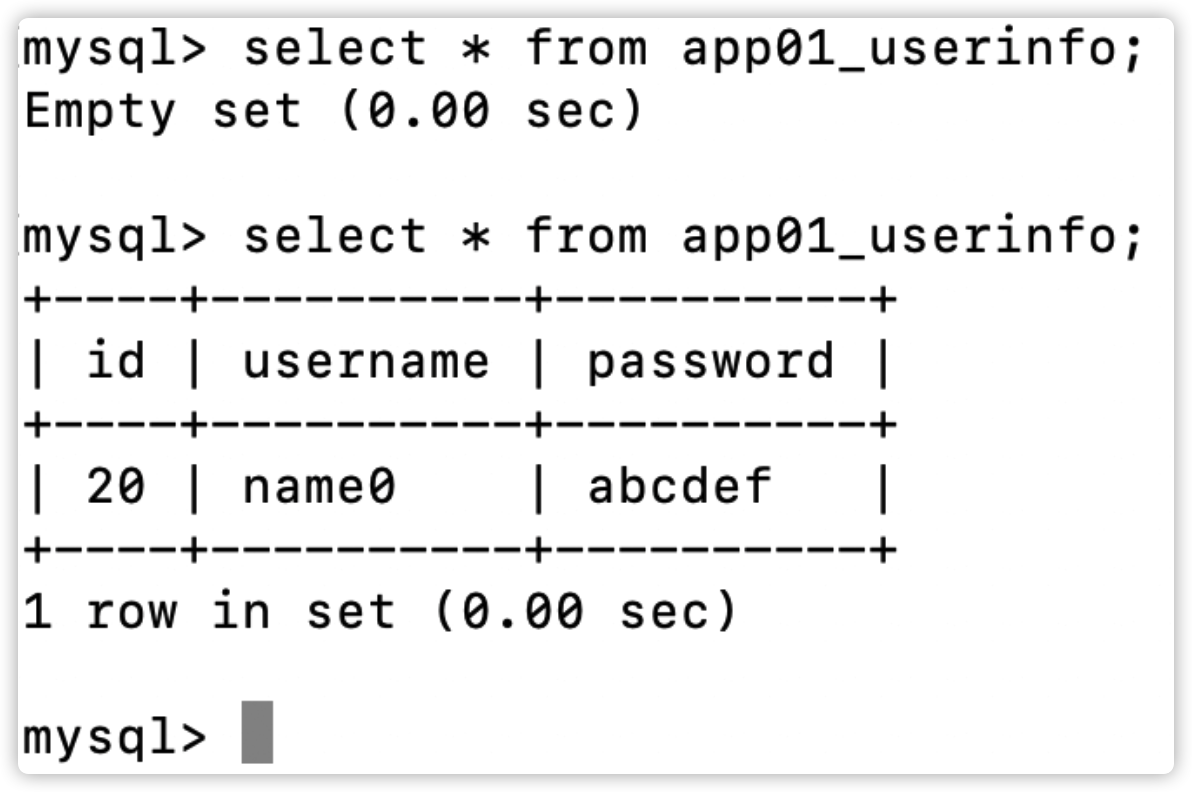 mysql> select * from app01_userinfo;
Empty set (0.00 sec)
mysql> select * from app01_userinfo;
+----+----------+----------+
| id | username | password |
+----+----------+----------+
| 20 | name0    | abcdef   |
+----+----------+----------+
1 row in set (0.00 sec)
mysql>